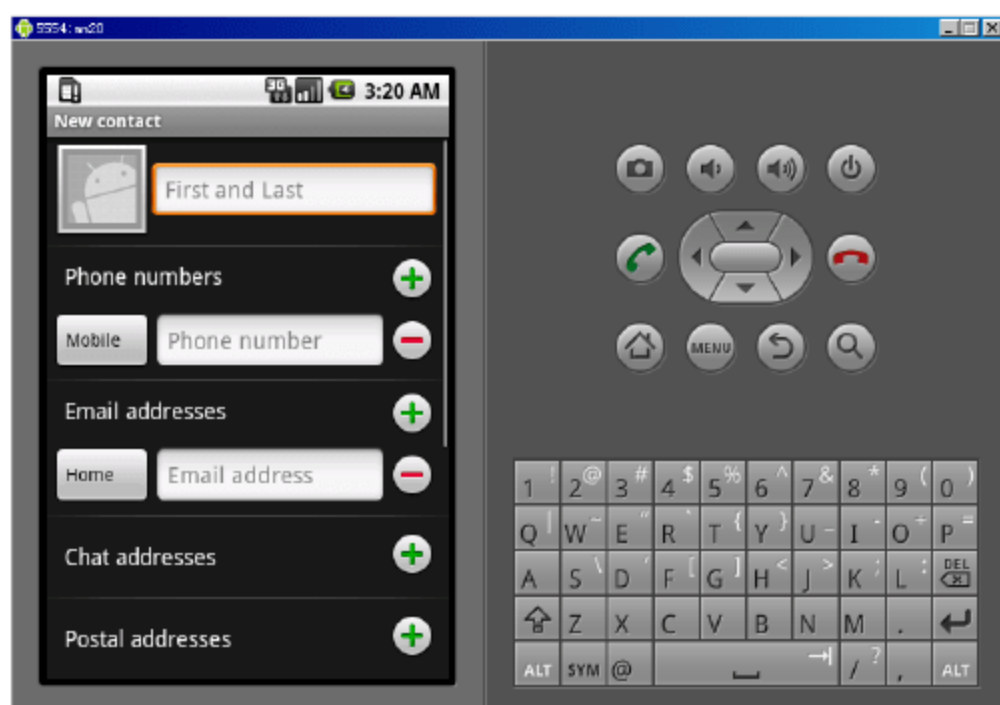 5554:
3:20 AM
New contact
First and Last
Phone numbers
Mobile
Phone number
Email addresses
Home
Email address
Chat addresses
Postal addresses
MENU
1 ! 2 @ 3 # 4 $ 5 % 6 ^ 7 & 8 * 9 ( 0 )
Q | W ~ E " R ` T { Y } U _ I - O + P =
A S \ D ' F [ G ] H < J > K ; L : DEL
Z X C V B N M .
ALT SYM @ / ? , ALT